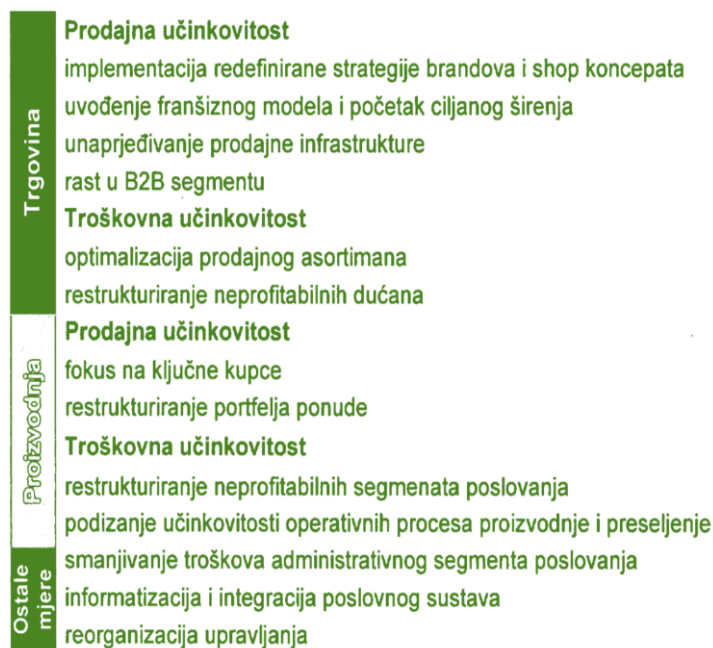 Trgovina
Prodajna učinkovitost
implementacija redefinirane strategije brandova i shop koncepata
uvođenje franšiznog modela i početak ciljanog širenja
unaprjeđivanje prodajne infrastrukture
rast u B2B segmentu
Troškovna učinkovitost
optimalizacija prodajnog asortimana
restrukturiranje neprofitabilnih dućana
Proizvodnja
Prodajna učinkovitost
fokus na ključne kupce
restrukturiranje portfelja ponude
Troškovna učinkovitost
restrukturiranje neprofitabilnih segmenata poslovanja
podizanje učinkovitosti operativnih procesa proizvodnje i preseljenje
Ostale
mjere
smanjivanje troškova administrativnog segmenta poslovanja
informatizacija i integracija poslovnog sustava
reorganizacija upravljanja